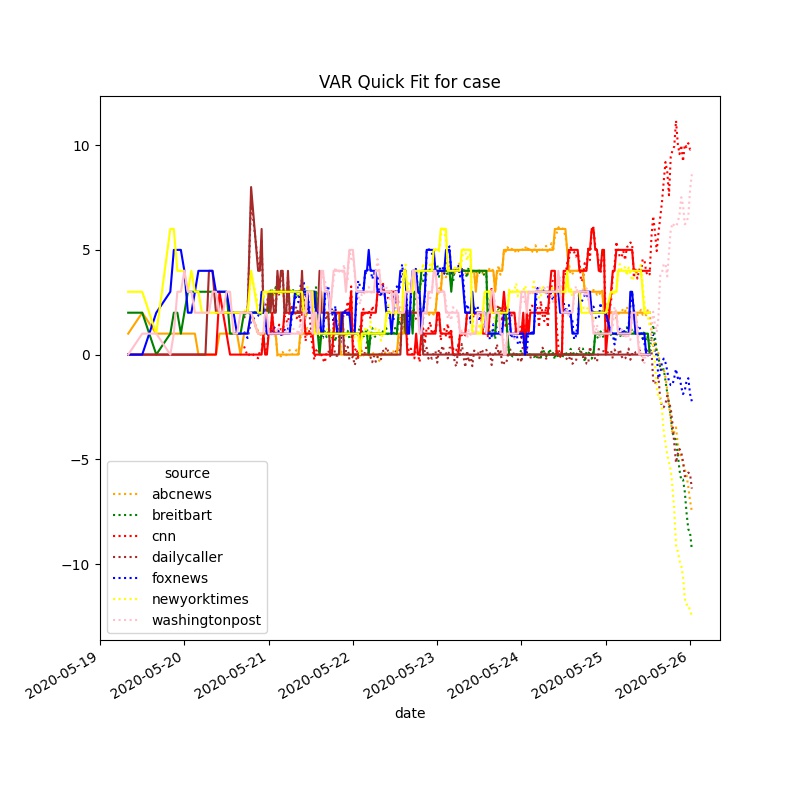 VAR Quick Fit for case
10
5
0
−5
−10
source
abcnews
breitbart
cnn
dailycaller
foxnews
newyorktimes
washingtonpost
2020-05-19
2020-05-20
2020-05-21
2020-05-22
2020-05-23
2020-05-24
2020-05-25
2020-05-26
date